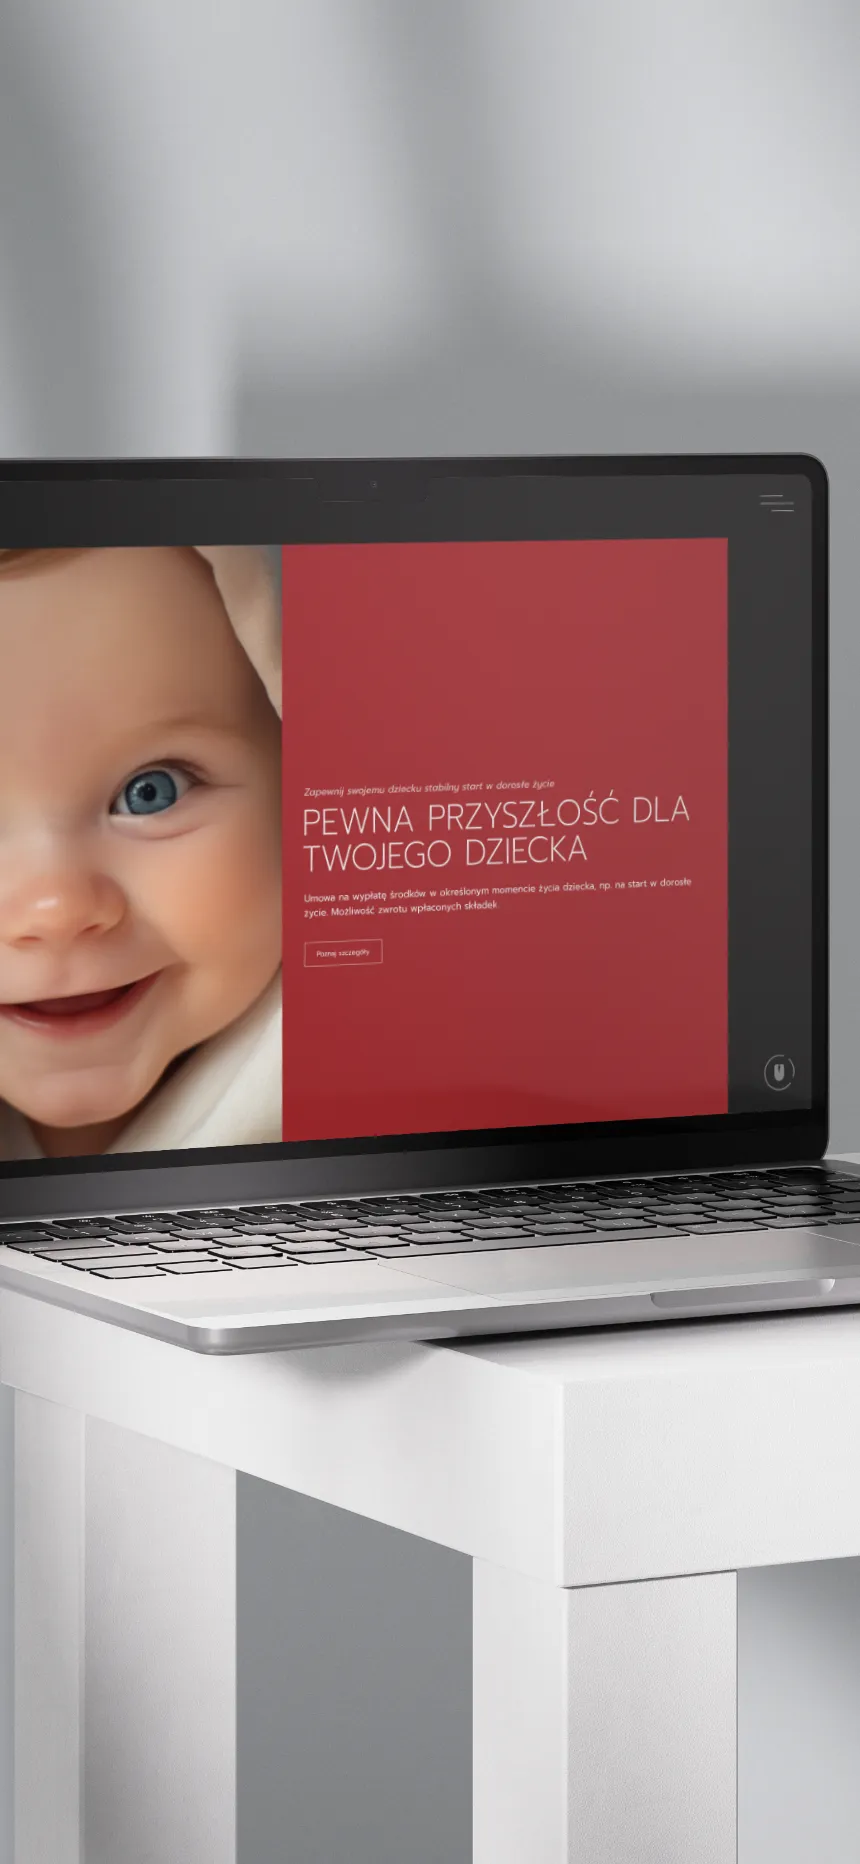 Zapewnij swojemu dziecku stabilny start w dorosłe życie
PEWNA PRZYSZŁOŚĆ DLA
TWOJEGO DZIECKA
Umowa na wypłatę środków w określonym momencie życia dziecka, np. na start w dorosłe
życie. Możliwość zwrotu wpłaconych składek
Poznaj szczegóły